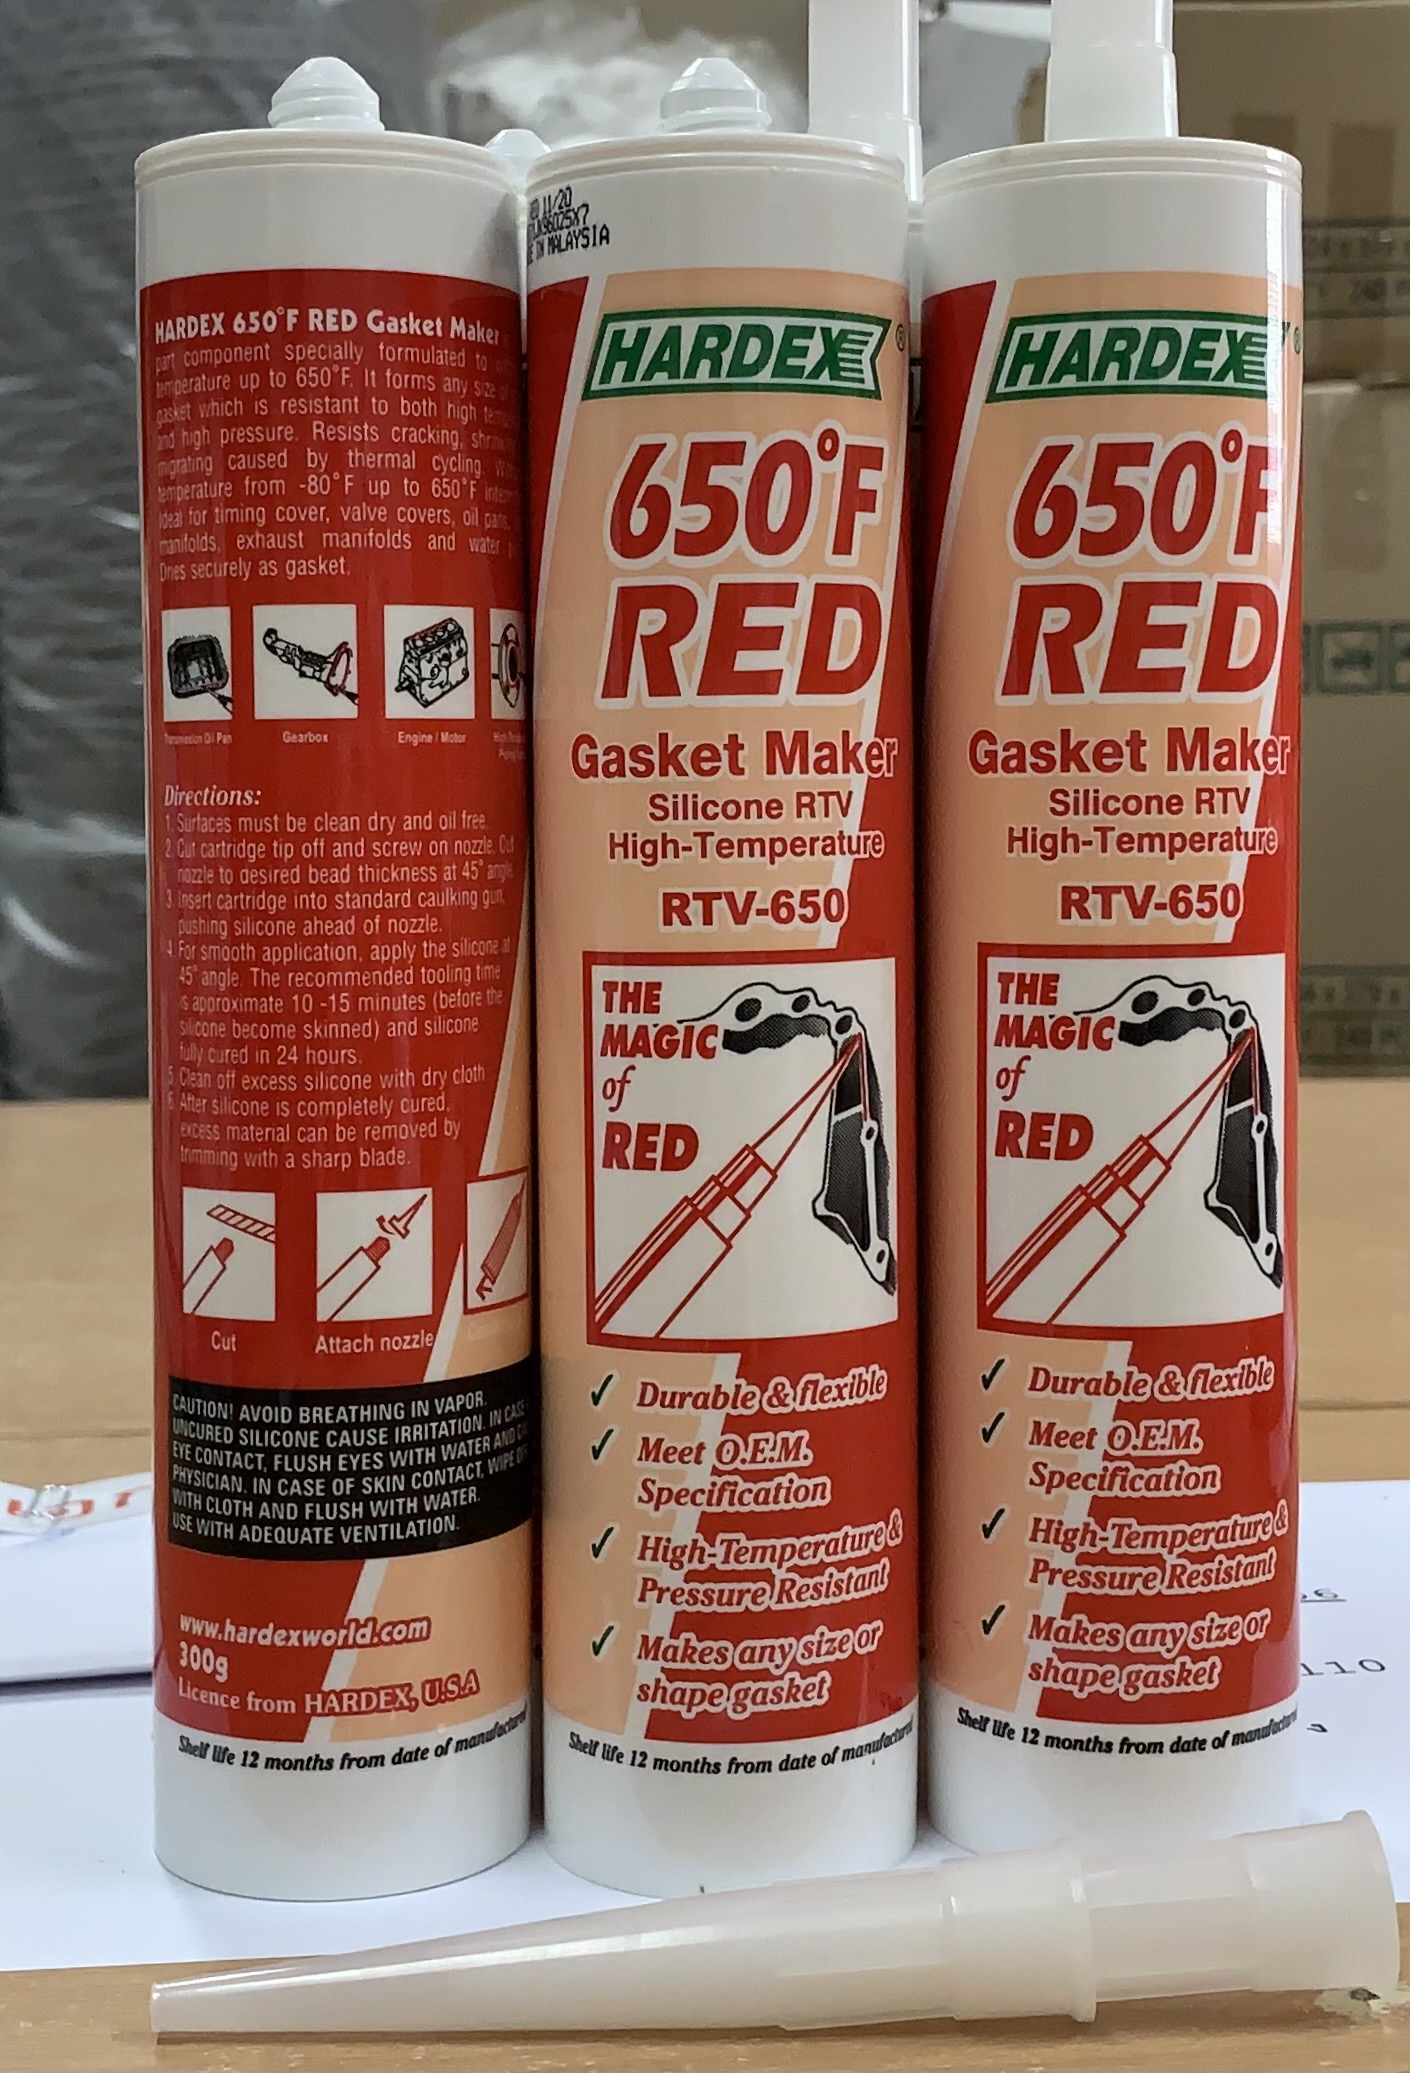 HARDEX 650°F RED Gasket Maker
part component specially formulated to
temperature up to 650°F. It forms any size
gasket which is resistant to both high
and high pressure. Resists cracking,
migrating caused by thermal cycling.
temperature from -80°F up to 650°F
Ideal for timing cover, valve covers, oil pans,
manifolds, exhaust manifolds and water
Dries securely as gasket.
Transmission Oil Pan
Gearbox
Engine / Motor
Directions:
1. Surfaces must be clean dry and oil free.
2. Cut cartridge tip off and screw on nozzle. Cut
nozzle to desired bead thickness at 45° angle.
3. Insert cartridge into standard caulking gun,
pushing silicone ahead of nozzle.
4. For smooth application, apply the silicone at
45° angle. The recommended tooling time
is approximate 10 -15 minutes (before the
silicone become skinned) and silicone
fully cured in 24 hours.
5. Clean off excess silicone with dry cloth
6. After silicone is completely cured,
excess material can be removed by
trimming with a sharp blade.
Cut
Attach nozzle
CAUTION! AVOID BREATHING IN VAPOR.
UNCURED SILICONE CAUSE IRRITATION. IN CASE
EYE CONTACT, FLUSH EYES WITH WATER AND
PHYSICIAN. IN CASE OF SKIN CONTACT, WIPE OFF
WITH CLOTH AND FLUSH WITH WATER.
USE WITH ADEQUATE VENTILATION.
www.hardexworld.com
300g
Licence from HARDEX, U.S.A
Shelf life 12 months from date of manufactured
11/20
IN MALAYSIA
HARDEX®
650°F
RED
Gasket Maker
Silicone RTV
High-Temperature
RTV-650
THE
MAGIC
of
RED
✓ Durable & flexible
✓ Meet O.E.M.
Specification
✓ High-Temperature &
Pressure Resistant
✓ Makes any size or
shape gasket
Shelf life 12 months from date of manufactured
HARDEX®
650°F
RED
Gasket Maker
Silicone RTV
High-Temperature
RTV-650
THE
MAGIC
of
RED
✓ Durable & flexible
✓ Meet O.E.M.
Specification
✓ High-Temperature &
Pressure Resistant
✓ Makes any size or
shape gasket
Shelf life 12 months from date of manufactured
110